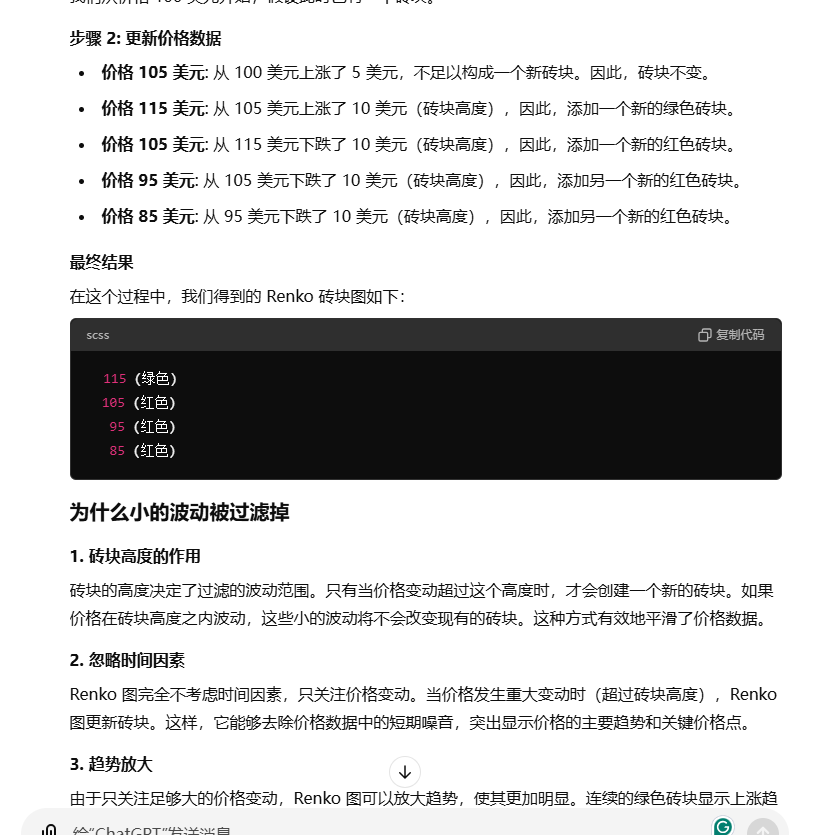 我们从价格 100 美元开始，假设此时已有一个砖块。
步骤 2: 更新价格数据
• 价格 105 美元: 从 100 美元上涨了 5 美元，不足以构成一个新砖块。因此，砖块不变。
• 价格 115 美元: 从 105 美元上涨了 10 美元（砖块高度），因此，添加一个新的绿色砖块。
• 价格 105 美元: 从 115 美元下跌了 10 美元（砖块高度），因此，添加一个新的红色砖块。
• 价格 95 美元: 从 105 美元下跌了 10 美元（砖块高度），因此，添加另一个新的红色砖块。
• 价格 85 美元: 从 95 美元下跌了 10 美元（砖块高度），因此，添加另一个新的红色砖块。
最终结果
在这个过程中，我们得到的 Renko 砖块图如下：
scss 复制代码
115 (绿色)
105 (红色)
95 (红色)
85 (红色)
为什么小的波动被过滤掉
1. 砖块高度的作用
砖块的高度决定了过滤的波动范围。只有当价格变动超过这个高度时，才会创建一个新的砖块。如果
价格在砖块高度之内波动，这些小的波动将不会改变现有的砖块。这种方式有效地平滑了价格数据。
2. 忽略时间因素
Renko 图完全不考虑时间因素，只关注价格变动。当价格发生重大变动时（超过砖块高度），Renko
图更新砖块。这样，它能够去除价格数据中的短期噪音，突出显示价格的主要趋势和关键价格点。
3. 趋势放大
由于只关注足够大的价格变动，Renko 图可以放大趋势，使其更加明显。连续的绿色砖块显示上涨趋
给“ChatGPT”发送消息